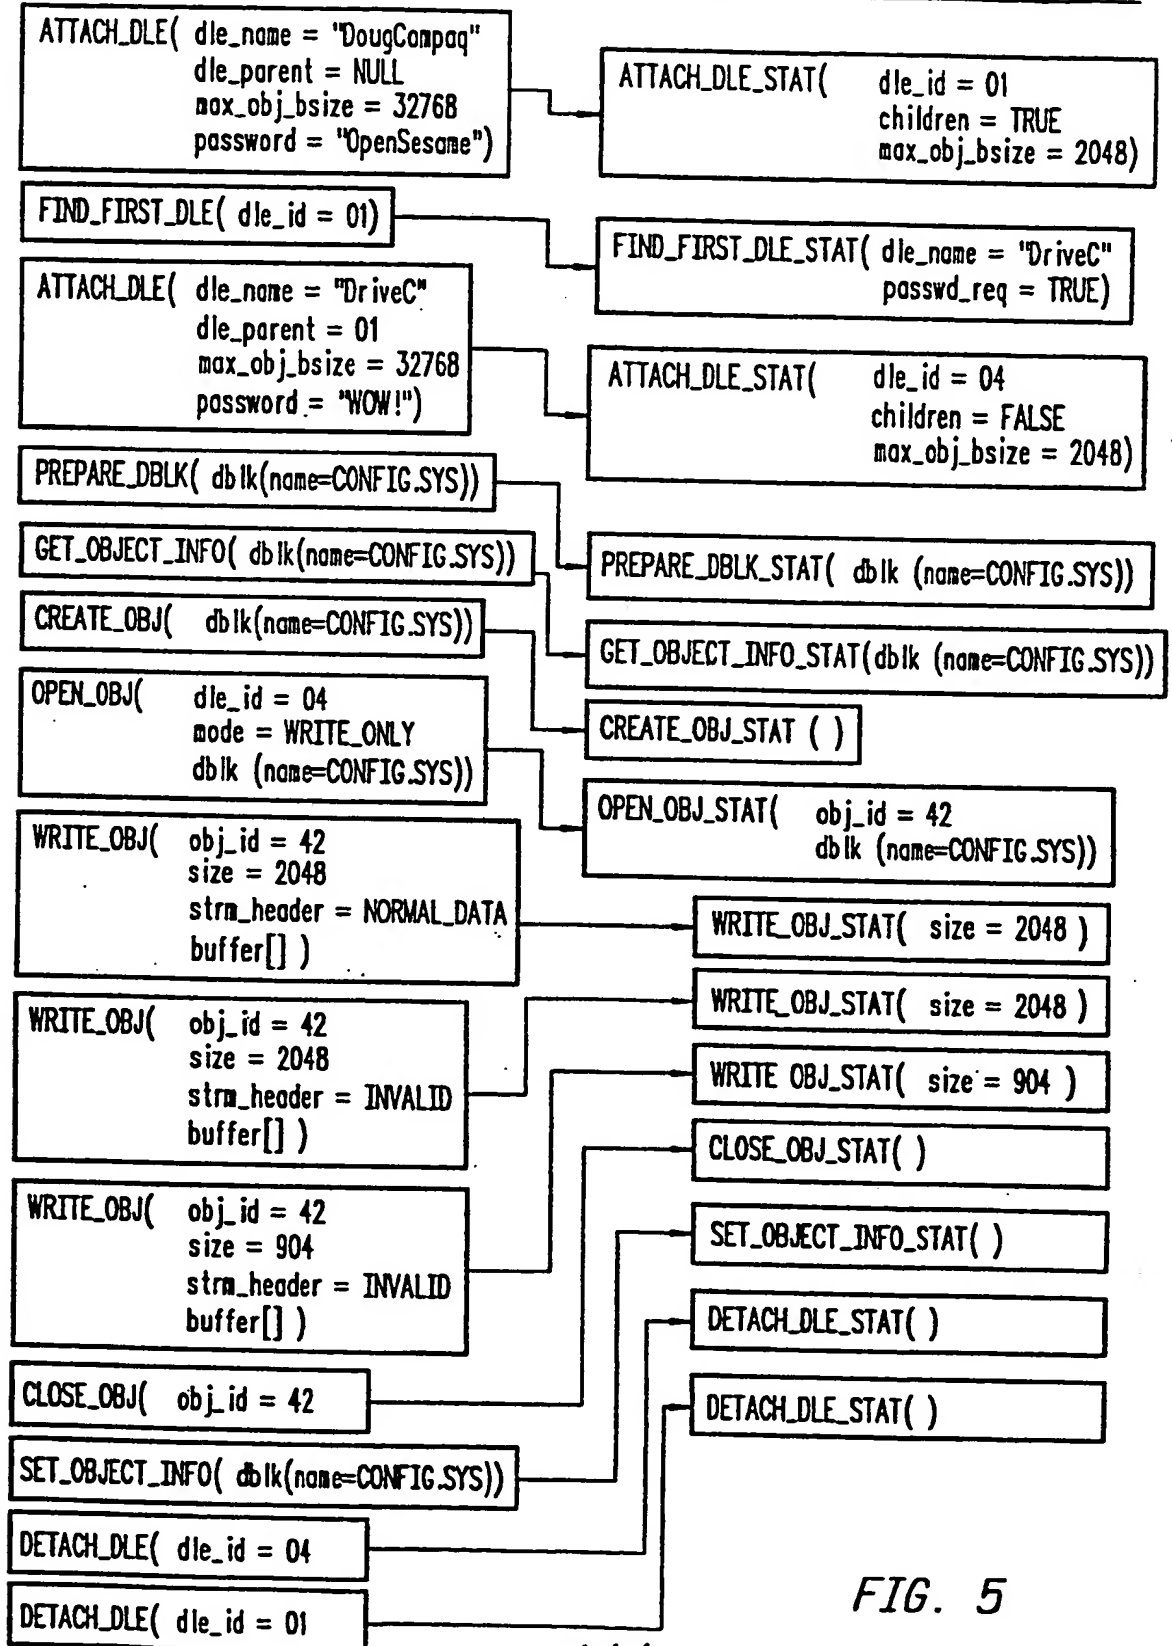 ATTACH_DLE( dle_name = "DougCompaq"
dle_parent = NULL
max_obj_bsize = 32768
password = "OpenSesame")
ATTACH_DLE_STAT( dle_id = 01
children = TRUE
max_obj_bsize = 2048)
FIND_FIRST_DLE( dle_id = 01)
FIND_FIRST_DLE_STAT( dle_name = "DriveC"
passwd_req = TRUE)
ATTACH_DLE( dle_name = "DriveC"
dle_parent = 01
max_obj_bsize = 32768
password = "WOW!")
ATTACH_DLE_STAT( dle_id = 04
children = FALSE
max_obj_bsize = 2048)
PREPARE_DBLK( dblk(name=CONFIG.SYS))
PREPARE_DBLK_STAT( dblk (name=CONFIG.SYS))
GET_OBJECT_INFO( dblk(name=CONFIG.SYS))
GET_OBJECT_INFO_STAT(dblk (name=CONFIG.SYS))
CREATE_OBJ( dblk(name=CONFIG.SYS))
CREATE_OBJ_STAT ( )
OPEN_OBJ( dle_id = 04
mode = WRITE_ONLY
dblk (name=CONFIG.SYS))
OPEN_OBJ_STAT( obj_id = 42
dblk (name=CONFIG.SYS))
WRITE_OBJ( obj_id = 42
size = 2048
strm_header = NORMAL_DATA
buffer[] )
WRITE_OBJ_STAT( size = 2048 )
WRITE_OBJ( obj_id = 42
size = 2048
strm_header = INVALID
buffer[] )
WRITE_OBJ_STAT( size = 2048 )
WRITE_OBJ( obj_id = 42
size = 904
strm_header = INVALID
buffer[] )
WRITE OBJ_STAT( size = 904 )
CLOSE_OBJ( obj_id = 42
CLOSE_OBJ_STAT( )
SET_OBJECT_INFO( dblk(name=CONFIG.SYS))
SET_OBJECT_INFO_STAT( )
DETACH_DLE( dle_id = 04
DETACH_DLE_STAT( )
DETACH_DLE( dle_id = 01
DETACH_DLE_STAT( )
FIG. 5